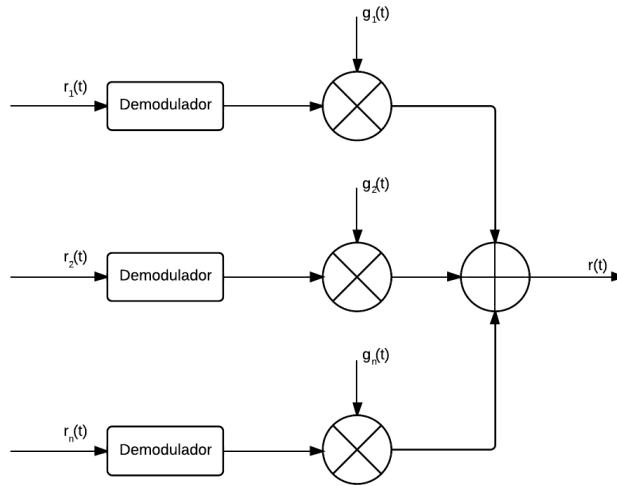 g₁(t)
r₁(t)
Demodulador
g₂(t)
r₂(t)
Demodulador
r(t)
gₙ(t)
rₙ(t)
Demodulador